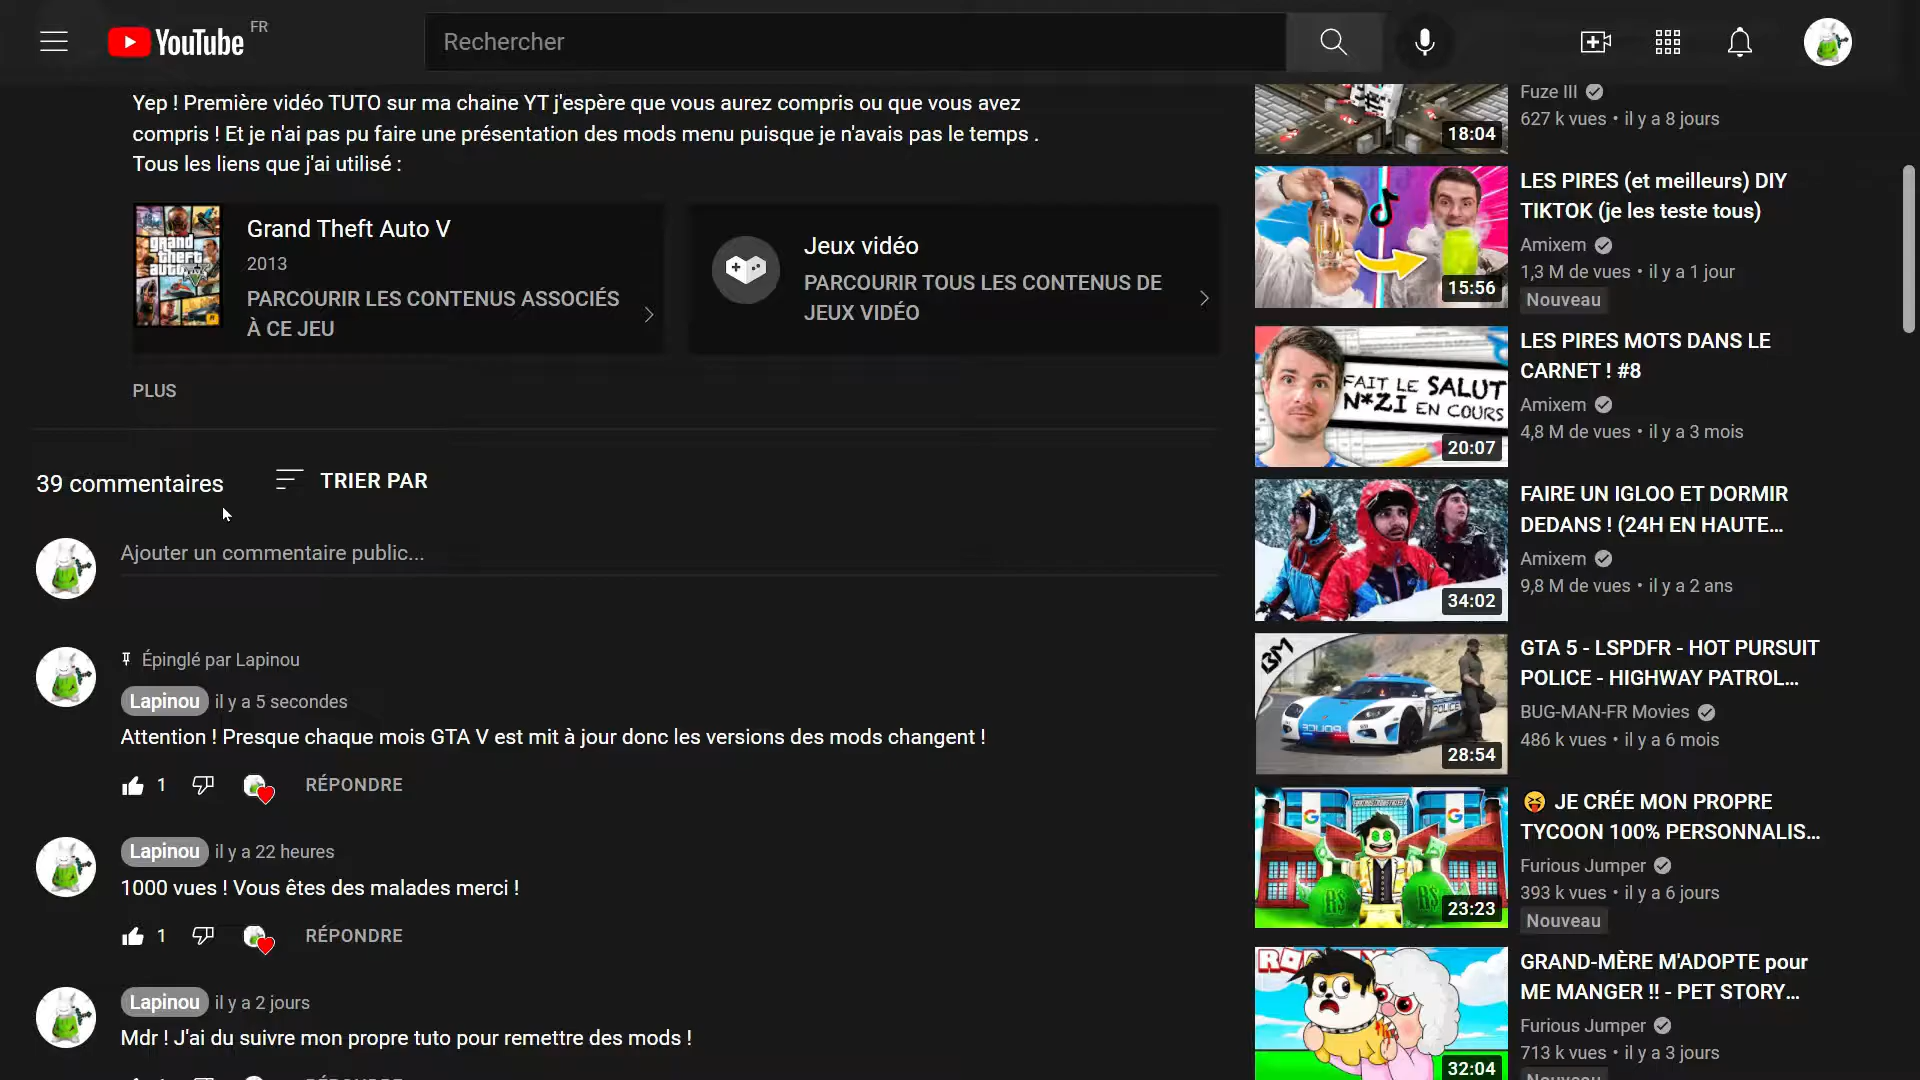 YouTube FR
Rechercher
Yep ! Première vidéo TUTO sur ma chaine YT j'espère que vous aurez compris ou que vous avez
compris ! Et je n'ai pas pu faire une présentation des mods menu puisque je n'avais pas le temps .
Tous les liens que j'ai utilisé :
grand
theft
auto V
Grand Theft Auto V
2013
PARCOURIR LES CONTENUS ASSOCIÉS
À CE JEU
Jeux vidéo
PARCOURIR TOUS LES CONTENUS DE
JEUX VIDÉO
PLUS
39 commentaires
TRIER PAR
Ajouter un commentaire public...
Épinglé par Lapinou
Lapinou il y a 5 secondes
Attention ! Presque chaque mois GTA V est mit à jour donc les versions des mods changent !
1 RÉPONDRE
Lapinou il y a 22 heures
1000 vues ! Vous êtes des malades merci !
1 RÉPONDRE
Lapinou il y a 2 jours
Mdr ! J'ai du suivre mon propre tuto pour remettre des mods !
RÉPONDRE
18:04
Fuze III
627 k vues • il y a 8 jours
15:56
LES PIRES (et meilleurs) DIY
TIKTOK (je les teste tous)
Amixem
1,3 M de vues • il y a 1 jour
Nouveau
FAIT LE SALUT
N*ZI EN COURS
20:07
LES PIRES MOTS DANS LE
CARNET ! #8
Amixem
4,8 M de vues • il y a 3 mois
34:02
FAIRE UN IGLOO ET DORMIR
DEDANS ! (24H EN HAUTE...
Amixem
9,8 M de vues • il y a 2 ans
BM
POLICE
28:54
GTA 5 - LSPDFR - HOT PURSUIT
POLICE - HIGHWAY PATROL...
BUG-MAN-FR Movies
486 k vues • il y a 6 mois
G
G
R$
R$
23:23
😝 JE CRÉE MON PROPRE
TYCOON 100% PERSONNALIS...
Furious Jumper
393 k vues • il y a 6 jours
Nouveau
32:04
GRAND-MÈRE M'ADOPTE pour
ME MANGER !! - PET STORY...
Furious Jumper
713 k vues • il y a 3 jours
Nouveau